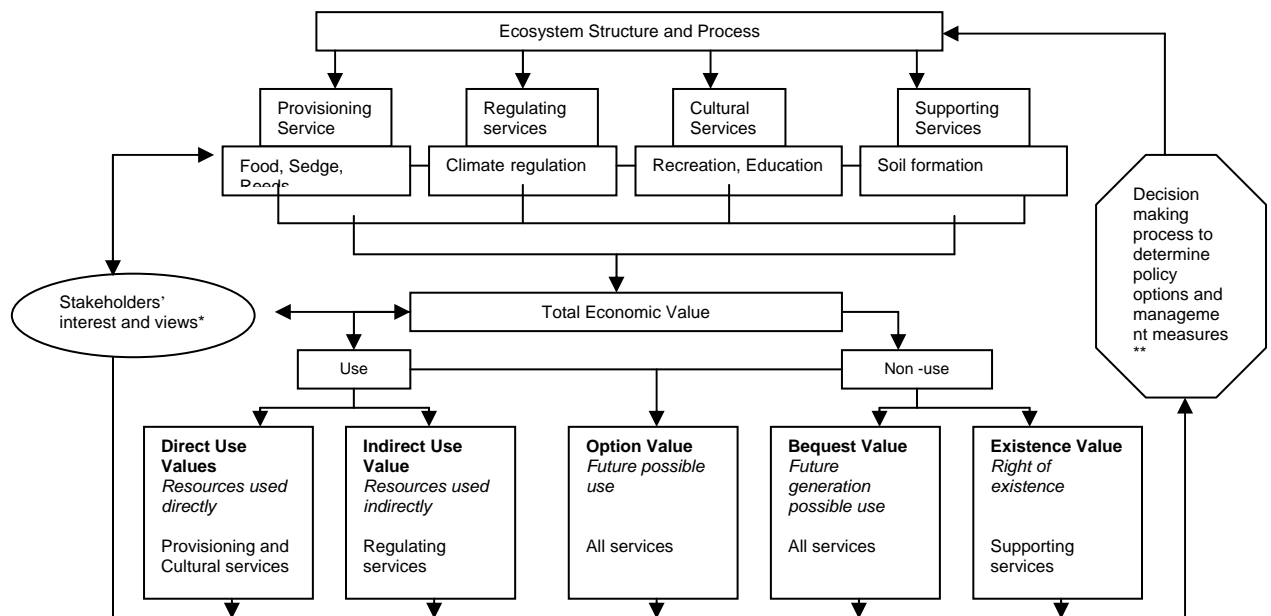 Ecosystem Structure and Process
Provisioning
Service
Regulating
services
Cultural
Services
Supporting
Services
Food, Sedge,
Reeds
Climate regulation
Recreation, Education
Soil formation
Decision
making
process to
determine
policy
options and
manageme
nt measures
**
Stakeholders’
interest and views*
Total Economic Value
Use
Non -use
Direct Use
Values
Resources used
directly
Provisioning and
Cultural services
Indirect Use
Value
Resources used
indirectly
Regulating
services
Option Value
Future possible
use
All services
Bequest Value
Future
generation
possible use
All services
Existence Value
Right of
existence
Supporting
services